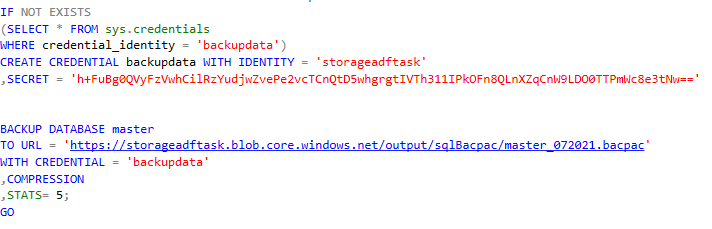 IF NOT EXISTS
(SELECT * FROM sys.credentials
WHERE credential_identity = 'backupdata')
CREATE CREDENTIAL backupdata WITH IDENTITY = 'storageadftask'
,SECRET = 'h+FuBg0QVyFzVwhCilRzYudjwZvePe2vcTCnQtD5whgrgtIVTh311IPkOFn8QLnXZqCnW9LDO0TTPmWc8e3tNw=='
BACKUP DATABASE master
TO URL = 'https://storageadftask.blob.core.windows.net/output/sqlBacpac/master_072021.bacpac'
WITH CREDENTIAL = 'backupdata'
,COMPRESSION
,STATS= 5;
GO